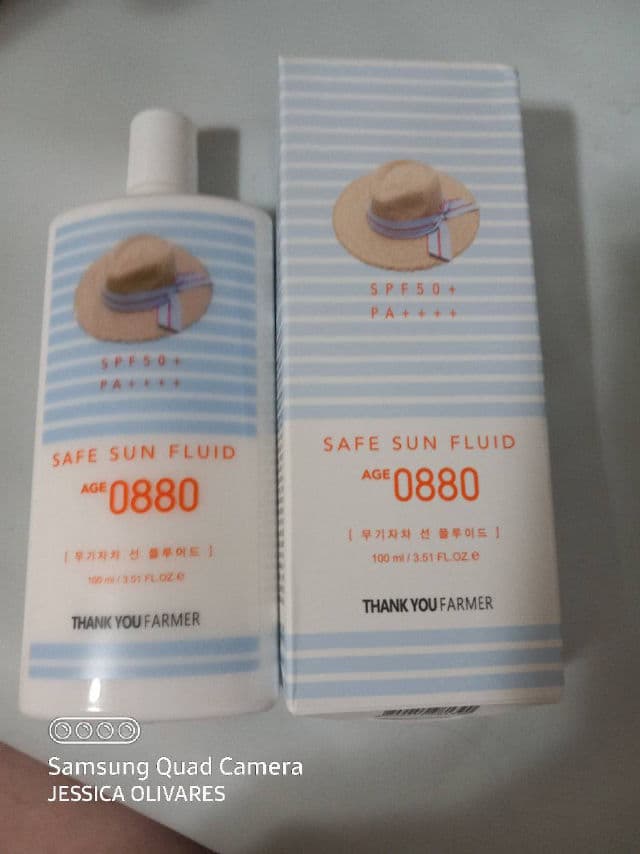 SPF50+
PA++++
SAFE SUN FLUID
AGE 0880
[ 무기자차 선 플루이드 ]
100 ml / 3.51 FL.OZ.e
THANK YOU FARMER
SPF50+
PA++++
SAFE SUN FLUID
AGE 0880
[ 무기자차 선 플루이드 ]
100 ml / 3.51 FL.OZ.e
THANK YOU FARMER
Samsung Quad Camera
JESSICA OLIVARES